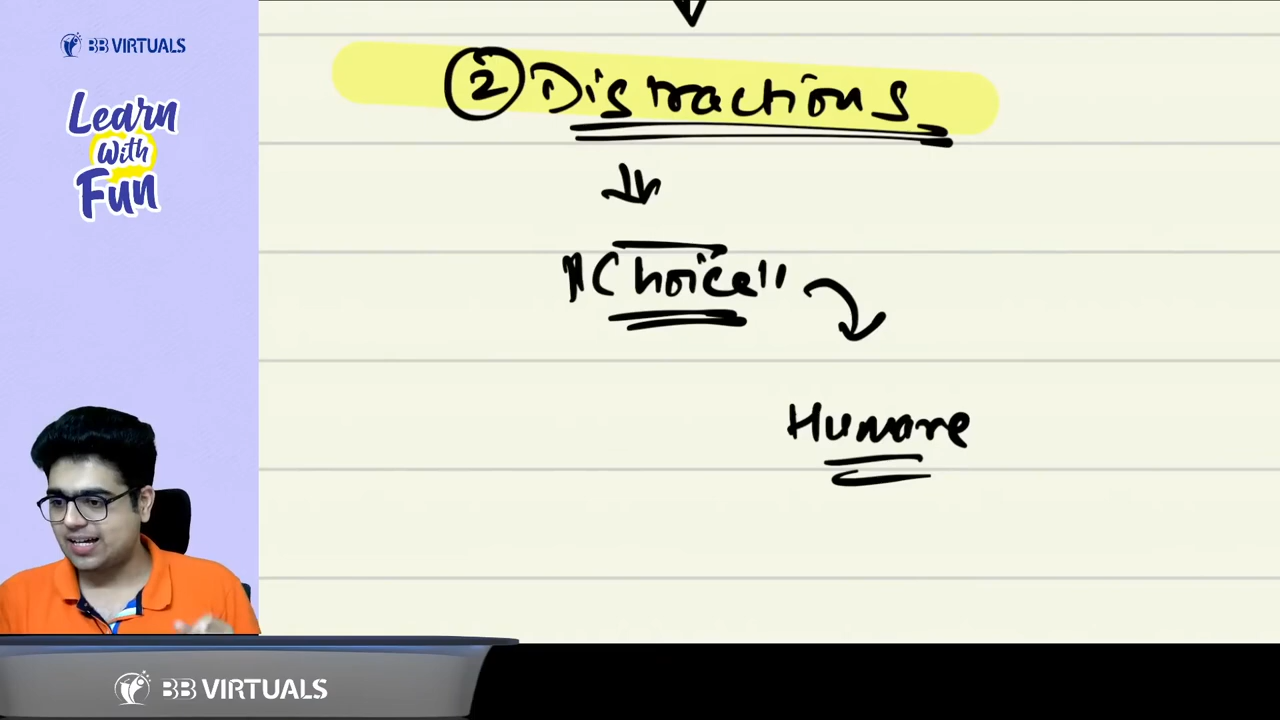 BB VIRTUALS
Learn
With
Fun
② Distractions
"Choice"
Humare
BB VIRTUALS